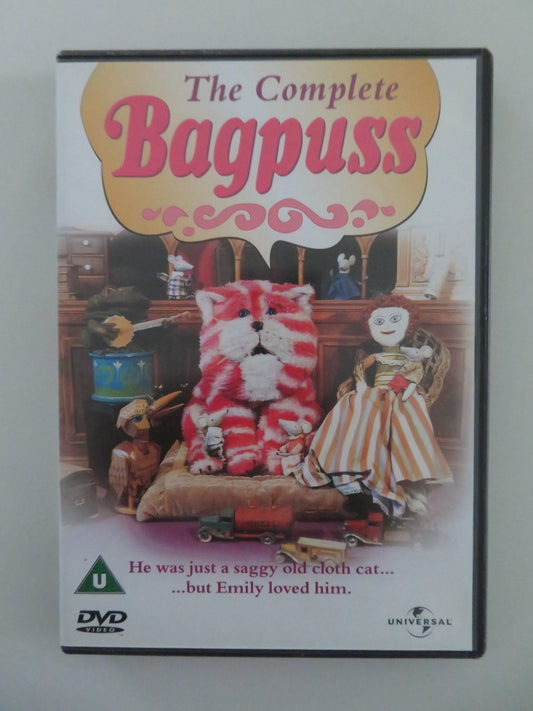 The Complete
Bagpuss
He was just a saggy old cloth cat...
...but Emily loved him.
U
DVD
VIDEO
UNIVERSAL